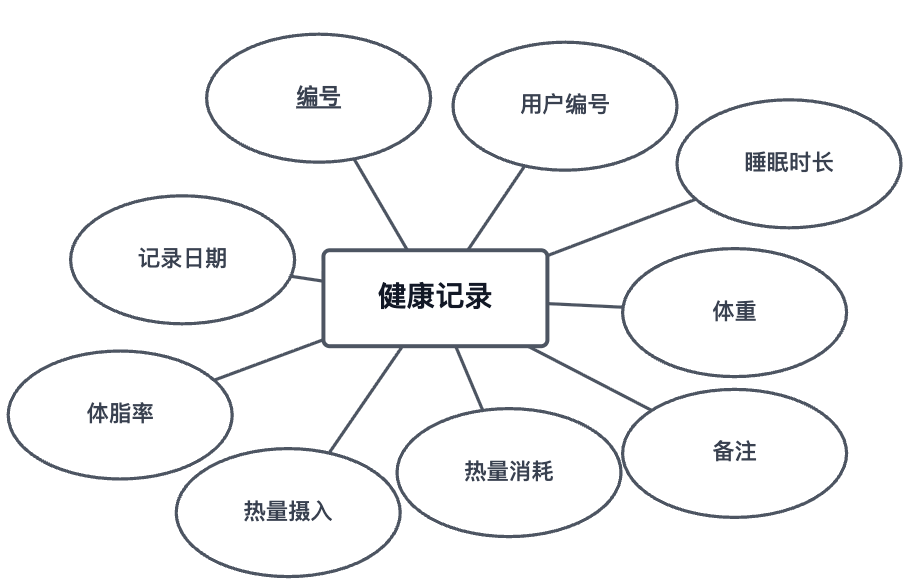 编号
用户编号
睡眠时长
记录日期
健康记录
体重
体脂率
备注
热量消耗
热量摄入